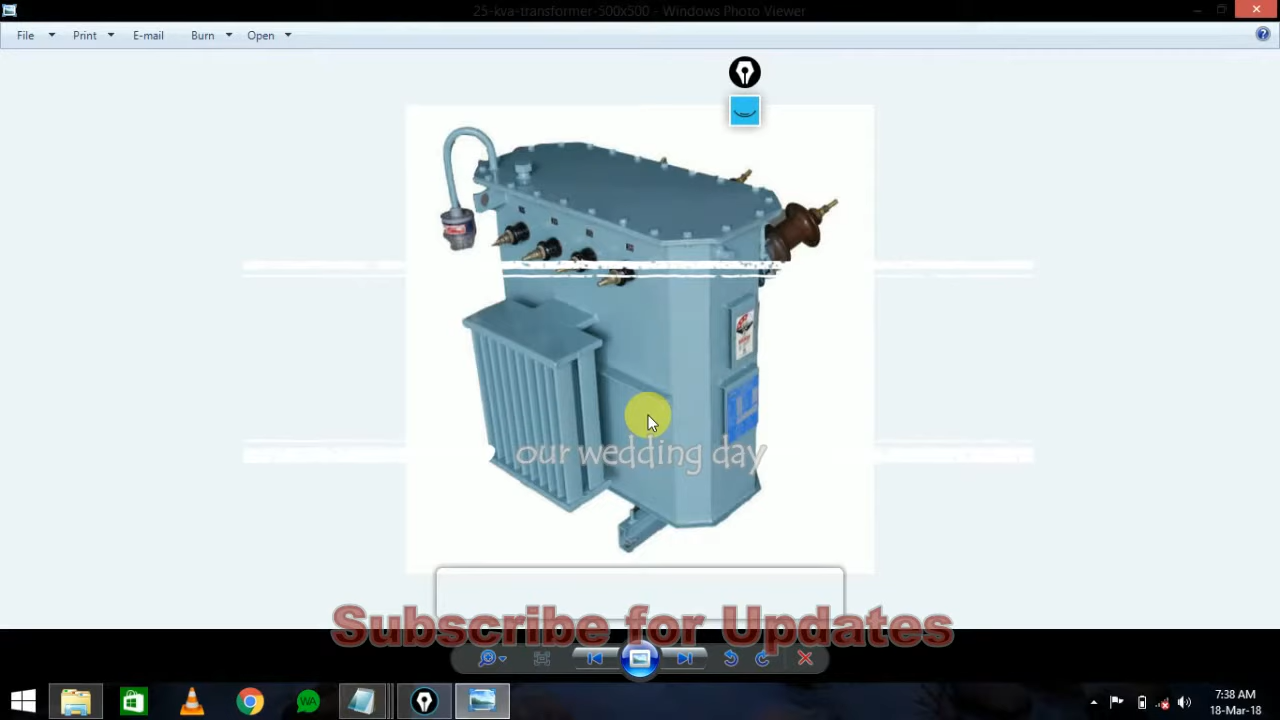 25-kva-transformer-500x500 - Windows Photo Viewer
File Print E-mail Burn Open
our wedding day
Subscribe for Updates
WA
7:38 AM
18-Mar-18